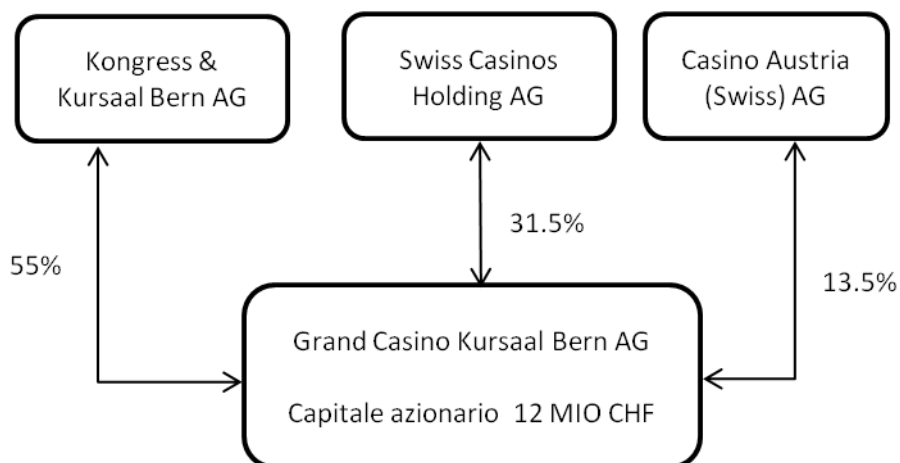 Kongress &
Kursaal Bern AG
Swiss Casinos
Holding AG
Casino Austria
(Swiss) AG
55%
31.5%
13.5%
Grand Casino Kursaal Bern AG
Capitale azionario 12 MIO CHF